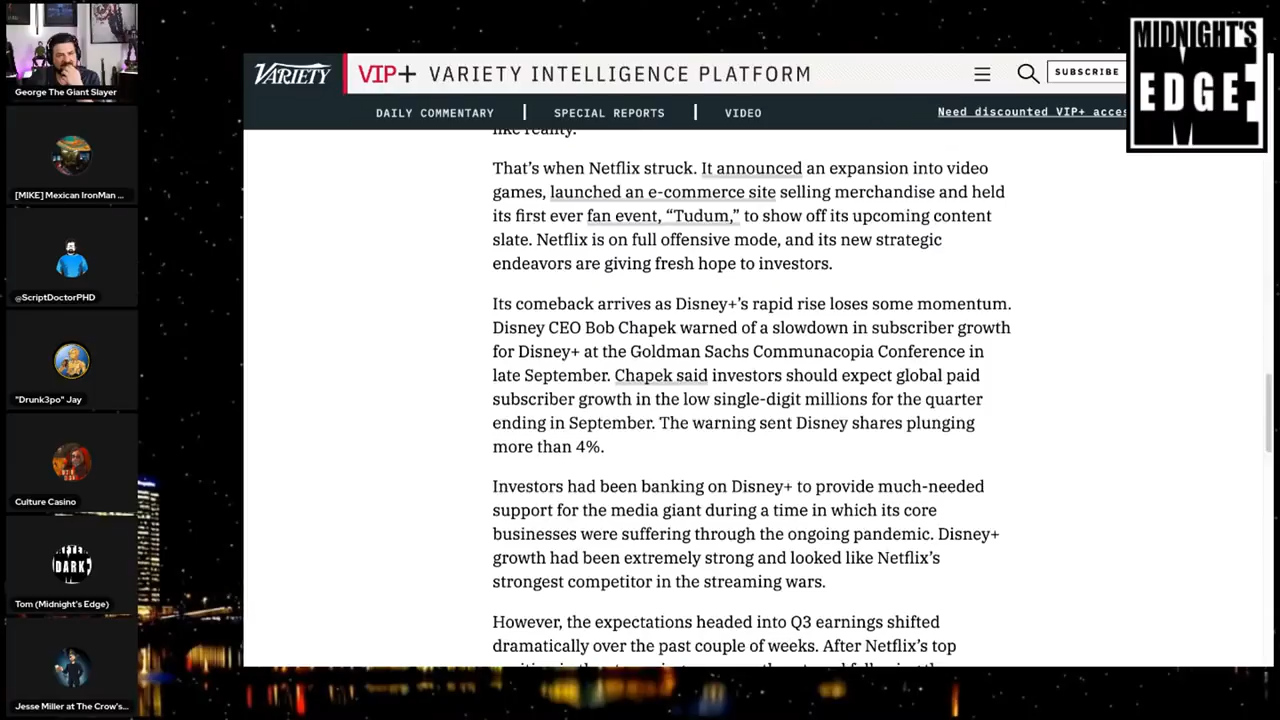 George The Giant Slayer
[MIKE] Mexican IronMan ...
@ScriptDoctorPHD
"Drunk3po" Jay
Culture Casino
DARK
Tom (Midnight's Edge)
Jesse Miller at The Crow's...
VARIETY VIP+ VARIETY INTELLIGENCE PLATFORM
SUBSCRIBE
DAILY COMMENTARY | SPECIAL REPORTS | VIDEO
Need discounted VIP+ acces
MIDNIGHT'S
EDGE
like reality.
That's when Netflix struck. It announced an expansion into video
games, launched an e-commerce site selling merchandise and held
its first ever fan event, “Tudum,” to show off its upcoming content
slate. Netflix is on full offensive mode, and its new strategic
endeavors are giving fresh hope to investors.
Its comeback arrives as Disney+’s rapid rise loses some momentum.
Disney CEO Bob Chapek warned of a slowdown in subscriber growth
for Disney+ at the Goldman Sachs Communacopia Conference in
late September. Chapek said investors should expect global paid
subscriber growth in the low single-digit millions for the quarter
ending in September. The warning sent Disney shares plunging
more than 4%.
Investors had been banking on Disney+ to provide much-needed
support for the media giant during a time in which its core
businesses were suffering through the ongoing pandemic. Disney+
growth had been extremely strong and looked like Netflix’s
strongest competitor in the streaming wars.
However, the expectations headed into Q3 earnings shifted
dramatically over the past couple of weeks. After Netflix’s top